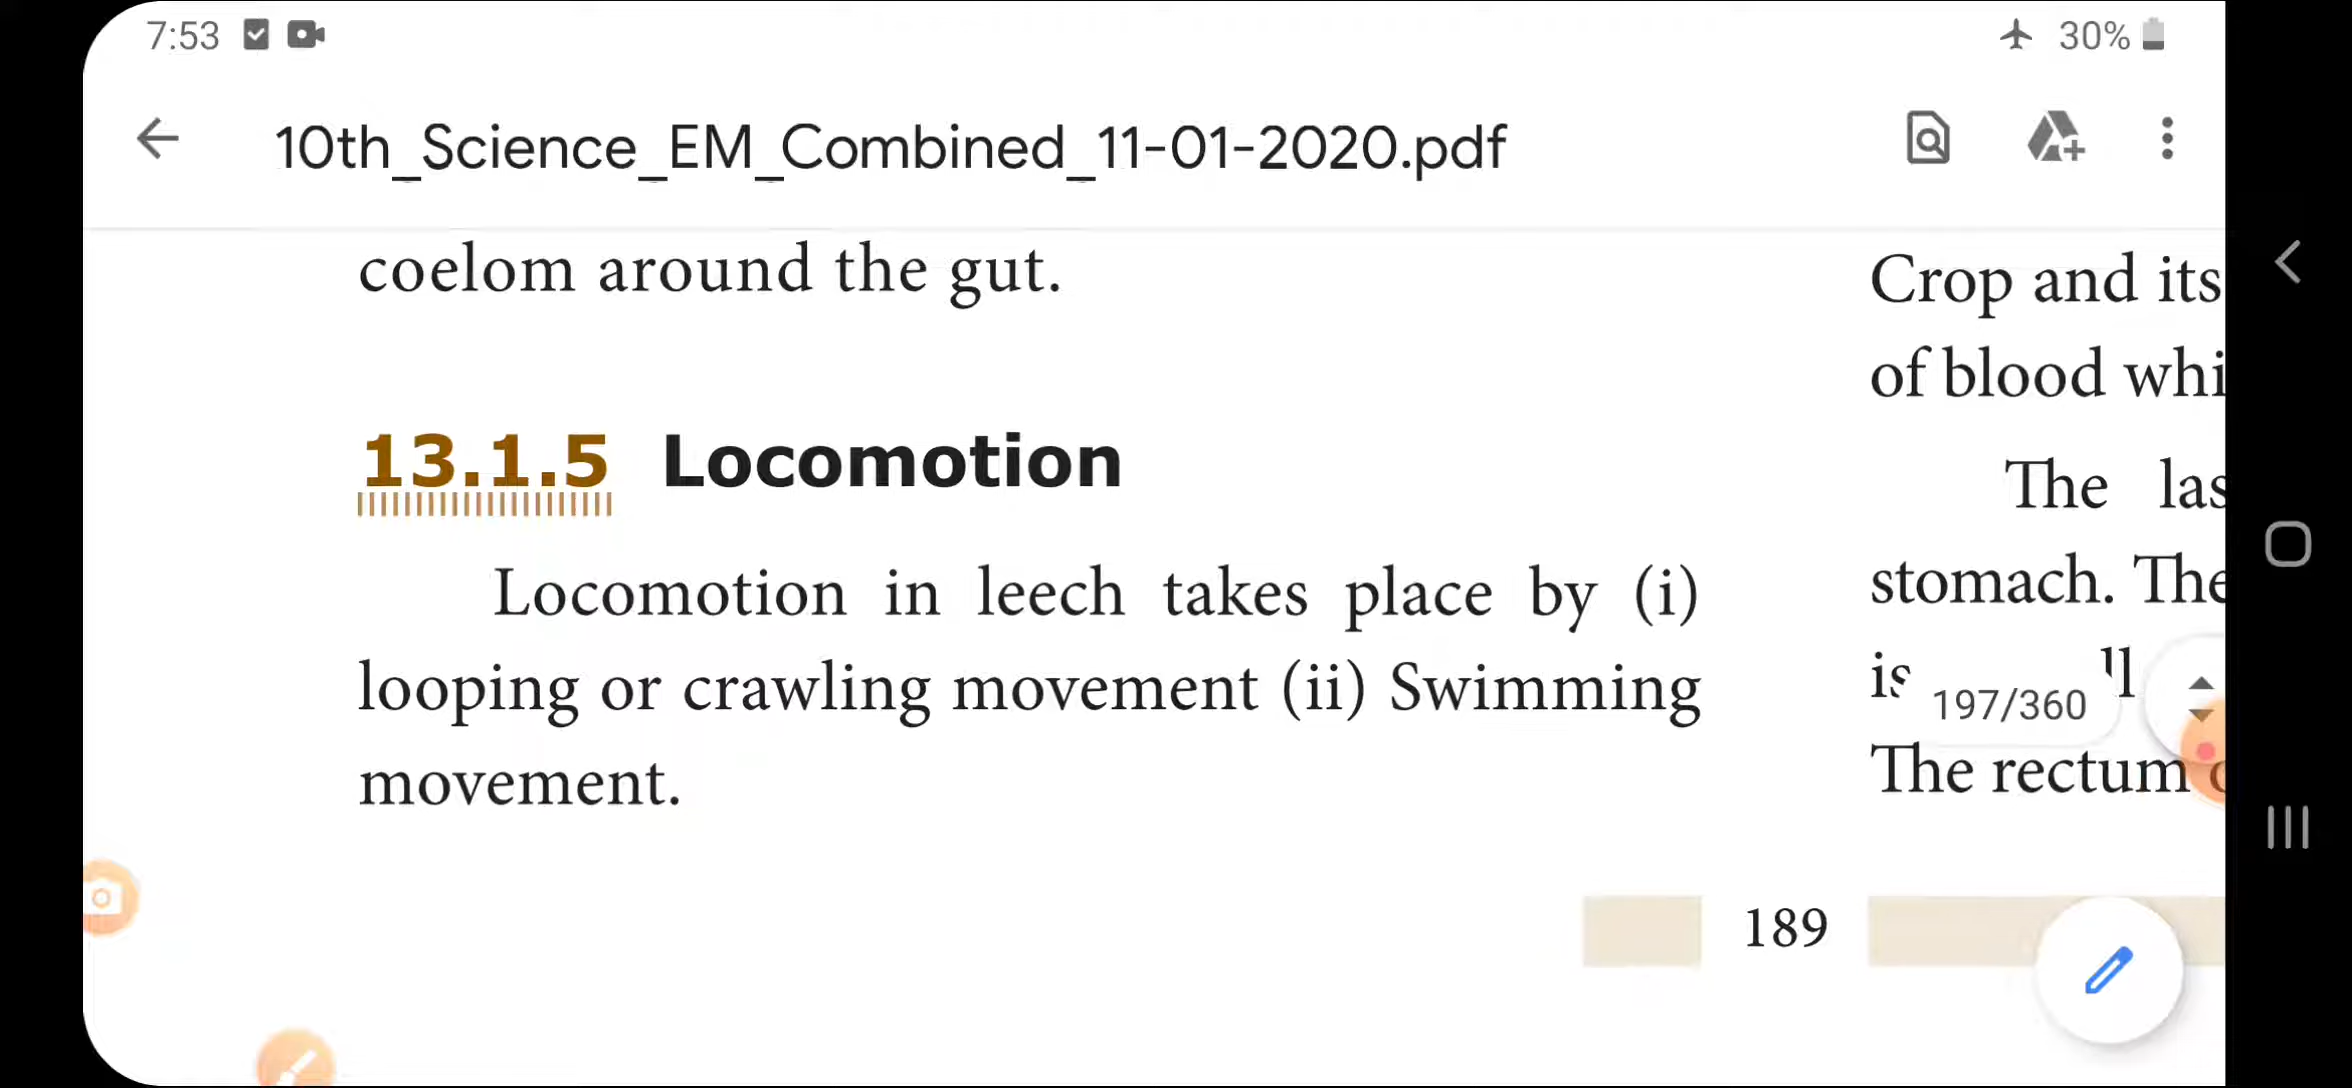 7:53
30%
10th_Science_EM_Combined_11-01-2020.pdf
coelom around the gut.
13.1.5 Locomotion
Locomotion in leech takes place by (i)
looping or crawling movement (ii) Swimming
movement.
Crop and its
of blood whi
The las
stomach. The
is
197/360
The rectum
189